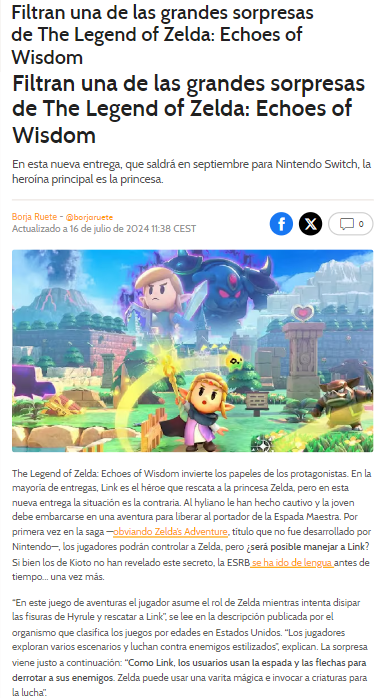 Filtran una de las grandes sorpresas
de The Legend of Zelda: Echoes of
Wisdom
Filtran una de las grandes sorpresas
de The Legend of Zelda: Echoes of
Wisdom
En esta nueva entrega, que saldrá en septiembre para Nintendo Switch, la
heroína principal es la princesa.
Borja Ruete - @borjaruete
Actualizado a 16 de julio de 2024 11:38 CEST
0
The Legend of Zelda: Echoes of Wisdom invierte los papeles de los protagonistas. En la
mayoría de entregas, Link es el héroe que rescata a la princesa Zelda, pero en esta
nueva entrega la situación es la contraria. Al hyliano le han hecho cautivo y la joven
debe embarcarse en una aventura para liberar al portador de la Espada Maestra. Por
primera vez en la saga —obviando Zelda's Adventure, título que no fue desarrollado por
Nintendo—, los jugadores podrán controlar a Zelda, pero ¿será posible manejar a Link?
Si bien los de Kioto no han revelado este secreto, la ESRB se ha ido de lengua antes de
tiempo... una vez más.
“En este juego de aventuras el jugador asume el rol de Zelda mientras intenta disipar
las fisuras de Hyrule y rescatar a Link”, se lee en la descripción publicada por el
organismo que clasifica los juegos por edades en Estados Unidos. “Los jugadores
exploran varios escenarios y luchan contra enemigos estilizados”, explican. La sorpresa
viene justo a continuación: “Como Link, los usuarios usan la espada y las flechas para
derrotar a sus enemigos. Zelda puede usar una varita mágica e invocar a criaturas para
la lucha”.